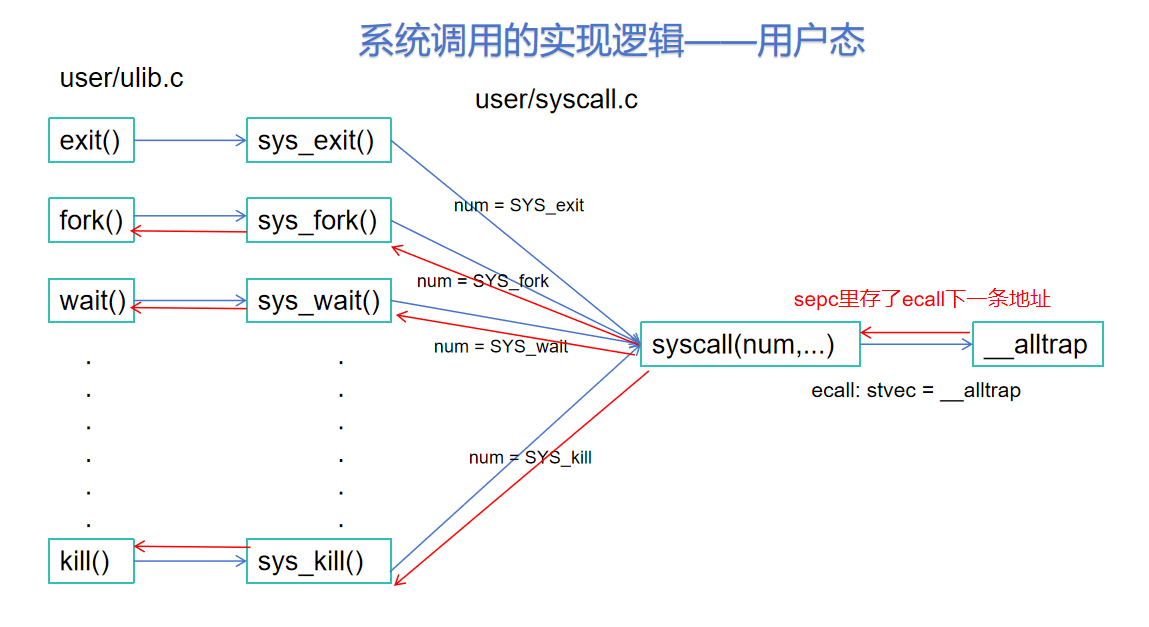 系统调用的实现逻辑——用户态
user/ulib.c
user/syscall.c
exit()
sys_exit()
num = SYS_exit
fork()
sys_fork()
num = SYS_fork
wait()
sys_wait()
sepc里存了ecall下一条地址
num = SYS_wait
syscall(num,...)
__alltrap
ecall: stvec = __alltrap
num = SYS_kill
kill()
sys_kill()